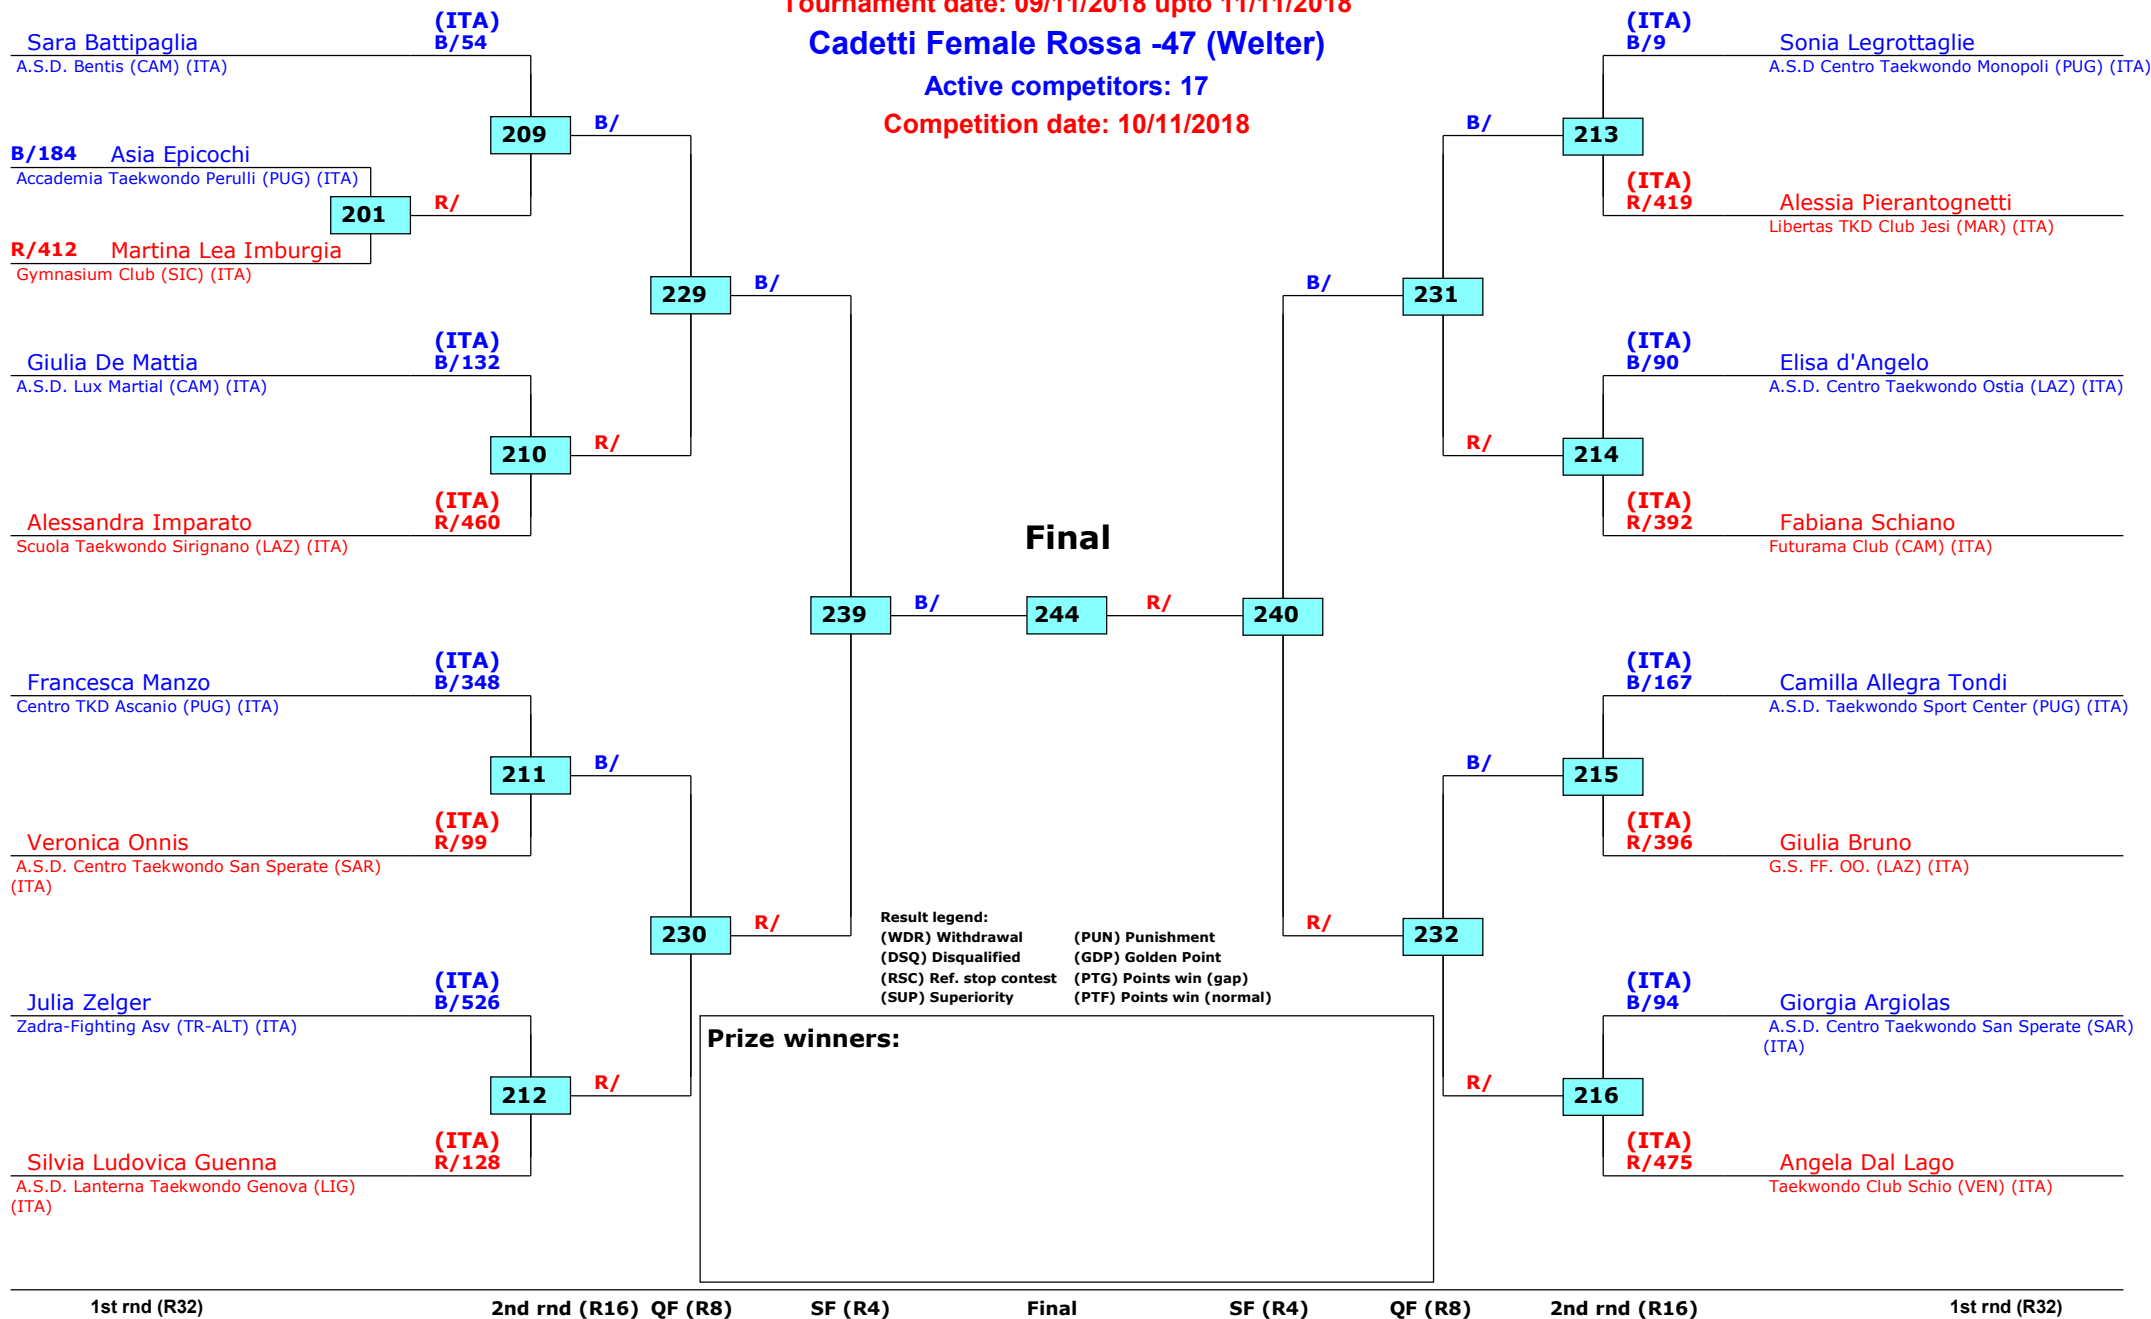 Tournament date: 09/11/2018 upto 11/11/2018
Cadetti Female Rossa -47 (Welter)
Active competitors: 17
Competition date: 10/11/2018
(ITA)
Sara Battipaglia B/54
A.S.D. Bentis (CAM) (ITA)
209 B/
B/184 Asia Epicochi
Accademia Taekwondo Perulli (PUG) (ITA)
201 R/
R/412 Martina Lea Imburgia
Gymnasium Club (SIC) (ITA)
229 B/
(ITA)
Giulia De Mattia B/132
A.S.D. Lux Martial (CAM) (ITA)
210 R/
(ITA)
Alessandra Imparato R/460
Scuola Taekwondo Sirignano (LAZ) (ITA)
239 B/
(ITA)
Francesca Manzo B/348
Centro TKD Ascanio (PUG) (ITA)
211 B/
(ITA)
Veronica Onnis R/99
A.S.D. Centro Taekwondo San Sperate (SAR)
(ITA)
230 R/
(ITA)
Julia Zelger B/526
Zadra-Fighting Asv (TR-ALT) (ITA)
212 R/
(ITA)
Silvia Ludovica Guenna R/128
A.S.D. Lanterna Taekwondo Genova (LIG)
(ITA)
Final
244
(ITA)
B/9 Sonia Legrottaglie
A.S.D Centro Taekwondo Monopoli (PUG) (ITA)
B/ 213
(ITA)
R/419 Alessia Pierantognetti
Libertas TKD Club Jesi (MAR) (ITA)
B/ 231
(ITA)
B/90 Elisa d'Angelo
A.S.D. Centro Taekwondo Ostia (LAZ) (ITA)
R/ 214
(ITA)
R/392 Fabiana Schiano
Futurama Club (CAM) (ITA)
R/ 240
(ITA)
B/167 Camilla Allegra Tondi
A.S.D. Taekwondo Sport Center (PUG) (ITA)
B/ 215
(ITA)
R/396 Giulia Bruno
G.S. FF. OO. (LAZ) (ITA)
R/ 232
(ITA)
B/94 Giorgia Argiolas
A.S.D. Centro Taekwondo San Sperate (SAR)
(ITA)
R/ 216
(ITA)
R/475 Angela Dal Lago
Taekwondo Club Schio (VEN) (ITA)
Result legend:
(WDR) Withdrawal (PUN) Punishment
(DSQ) Disqualified (GDP) Golden Point
(RSC) Ref. stop contest (PTG) Points win (gap)
(SUP) Superiority (PTF) Points win (normal)
Prize winners:
1st rnd (R32) 2nd rnd (R16) QF (R8) SF (R4) Final SF (R4) QF (R8) 2nd rnd (R16) 1st rnd (R32)